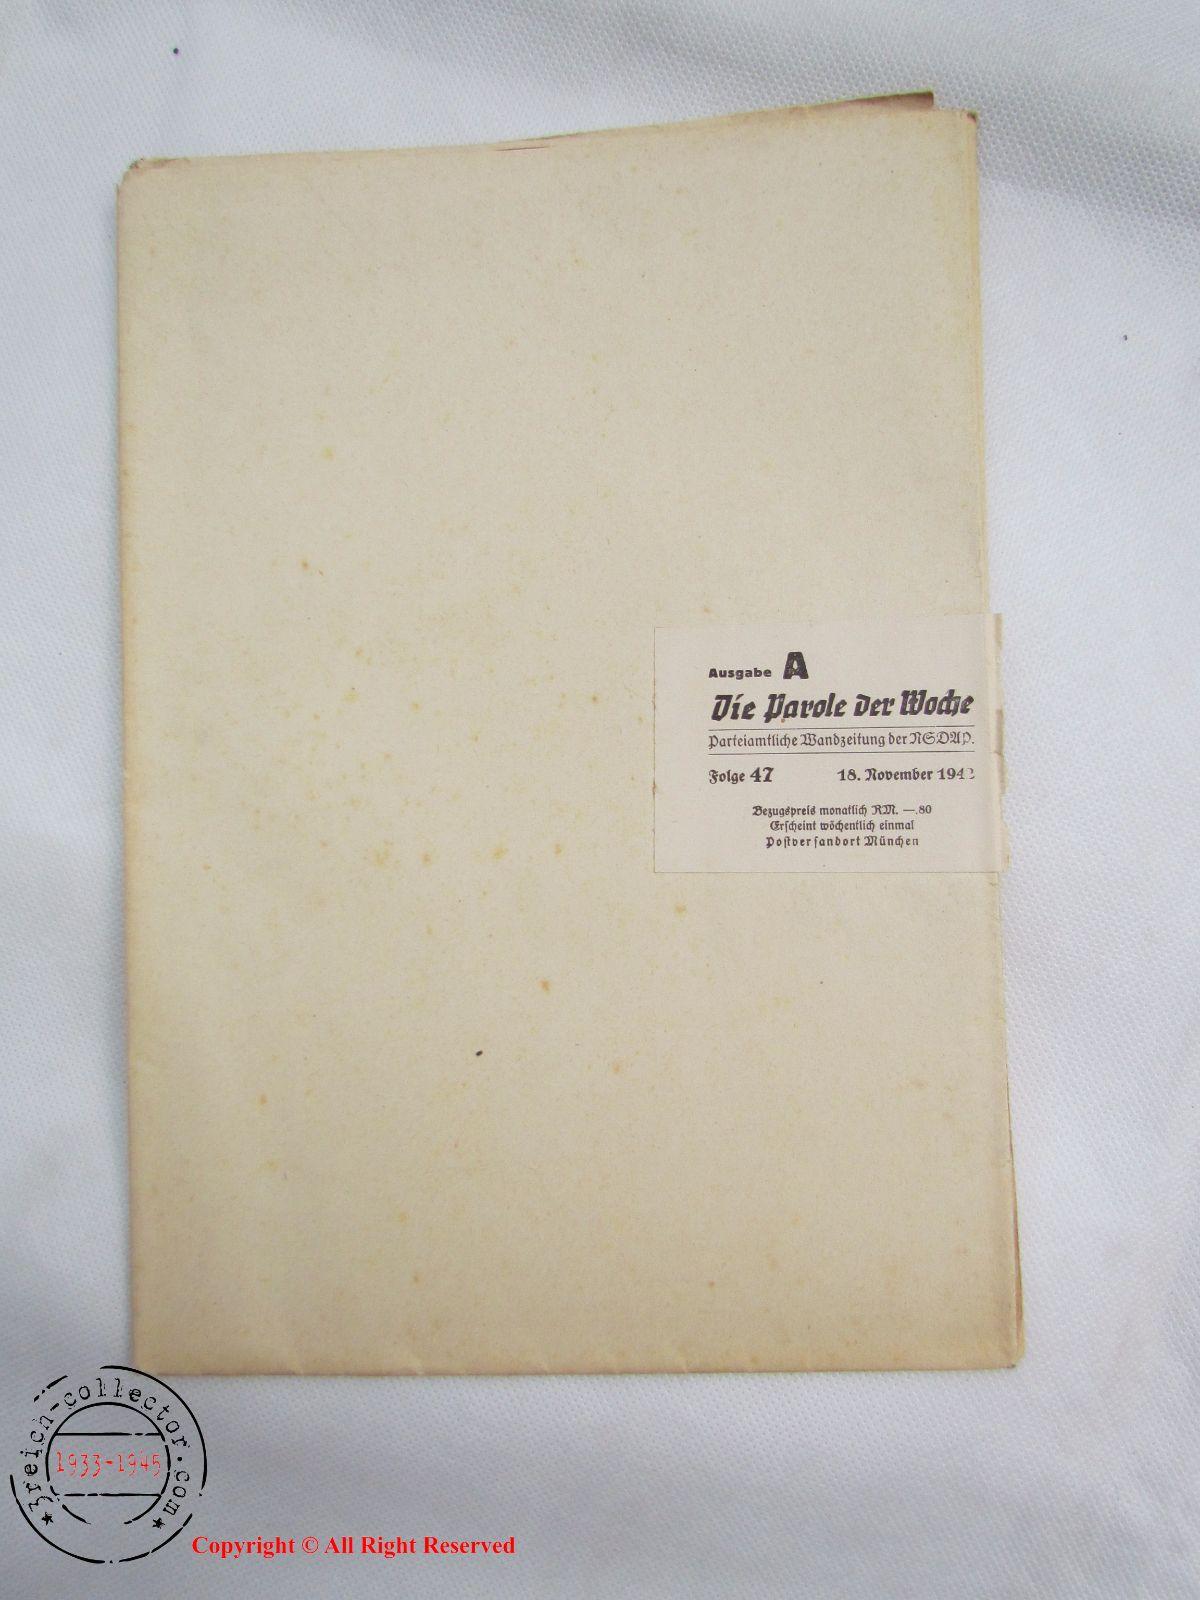 Ausgabe A
Die Parole der Woche
Parteiamtliche Wandzeitung der NSDAP.
Folge 47 18. November 1942
Bezugspreis monatlich RM. —.80
Erscheint wöchentlich einmal
Postversandort München
3reich-collector.com
1933-1945
Copyright © All Right Reserved